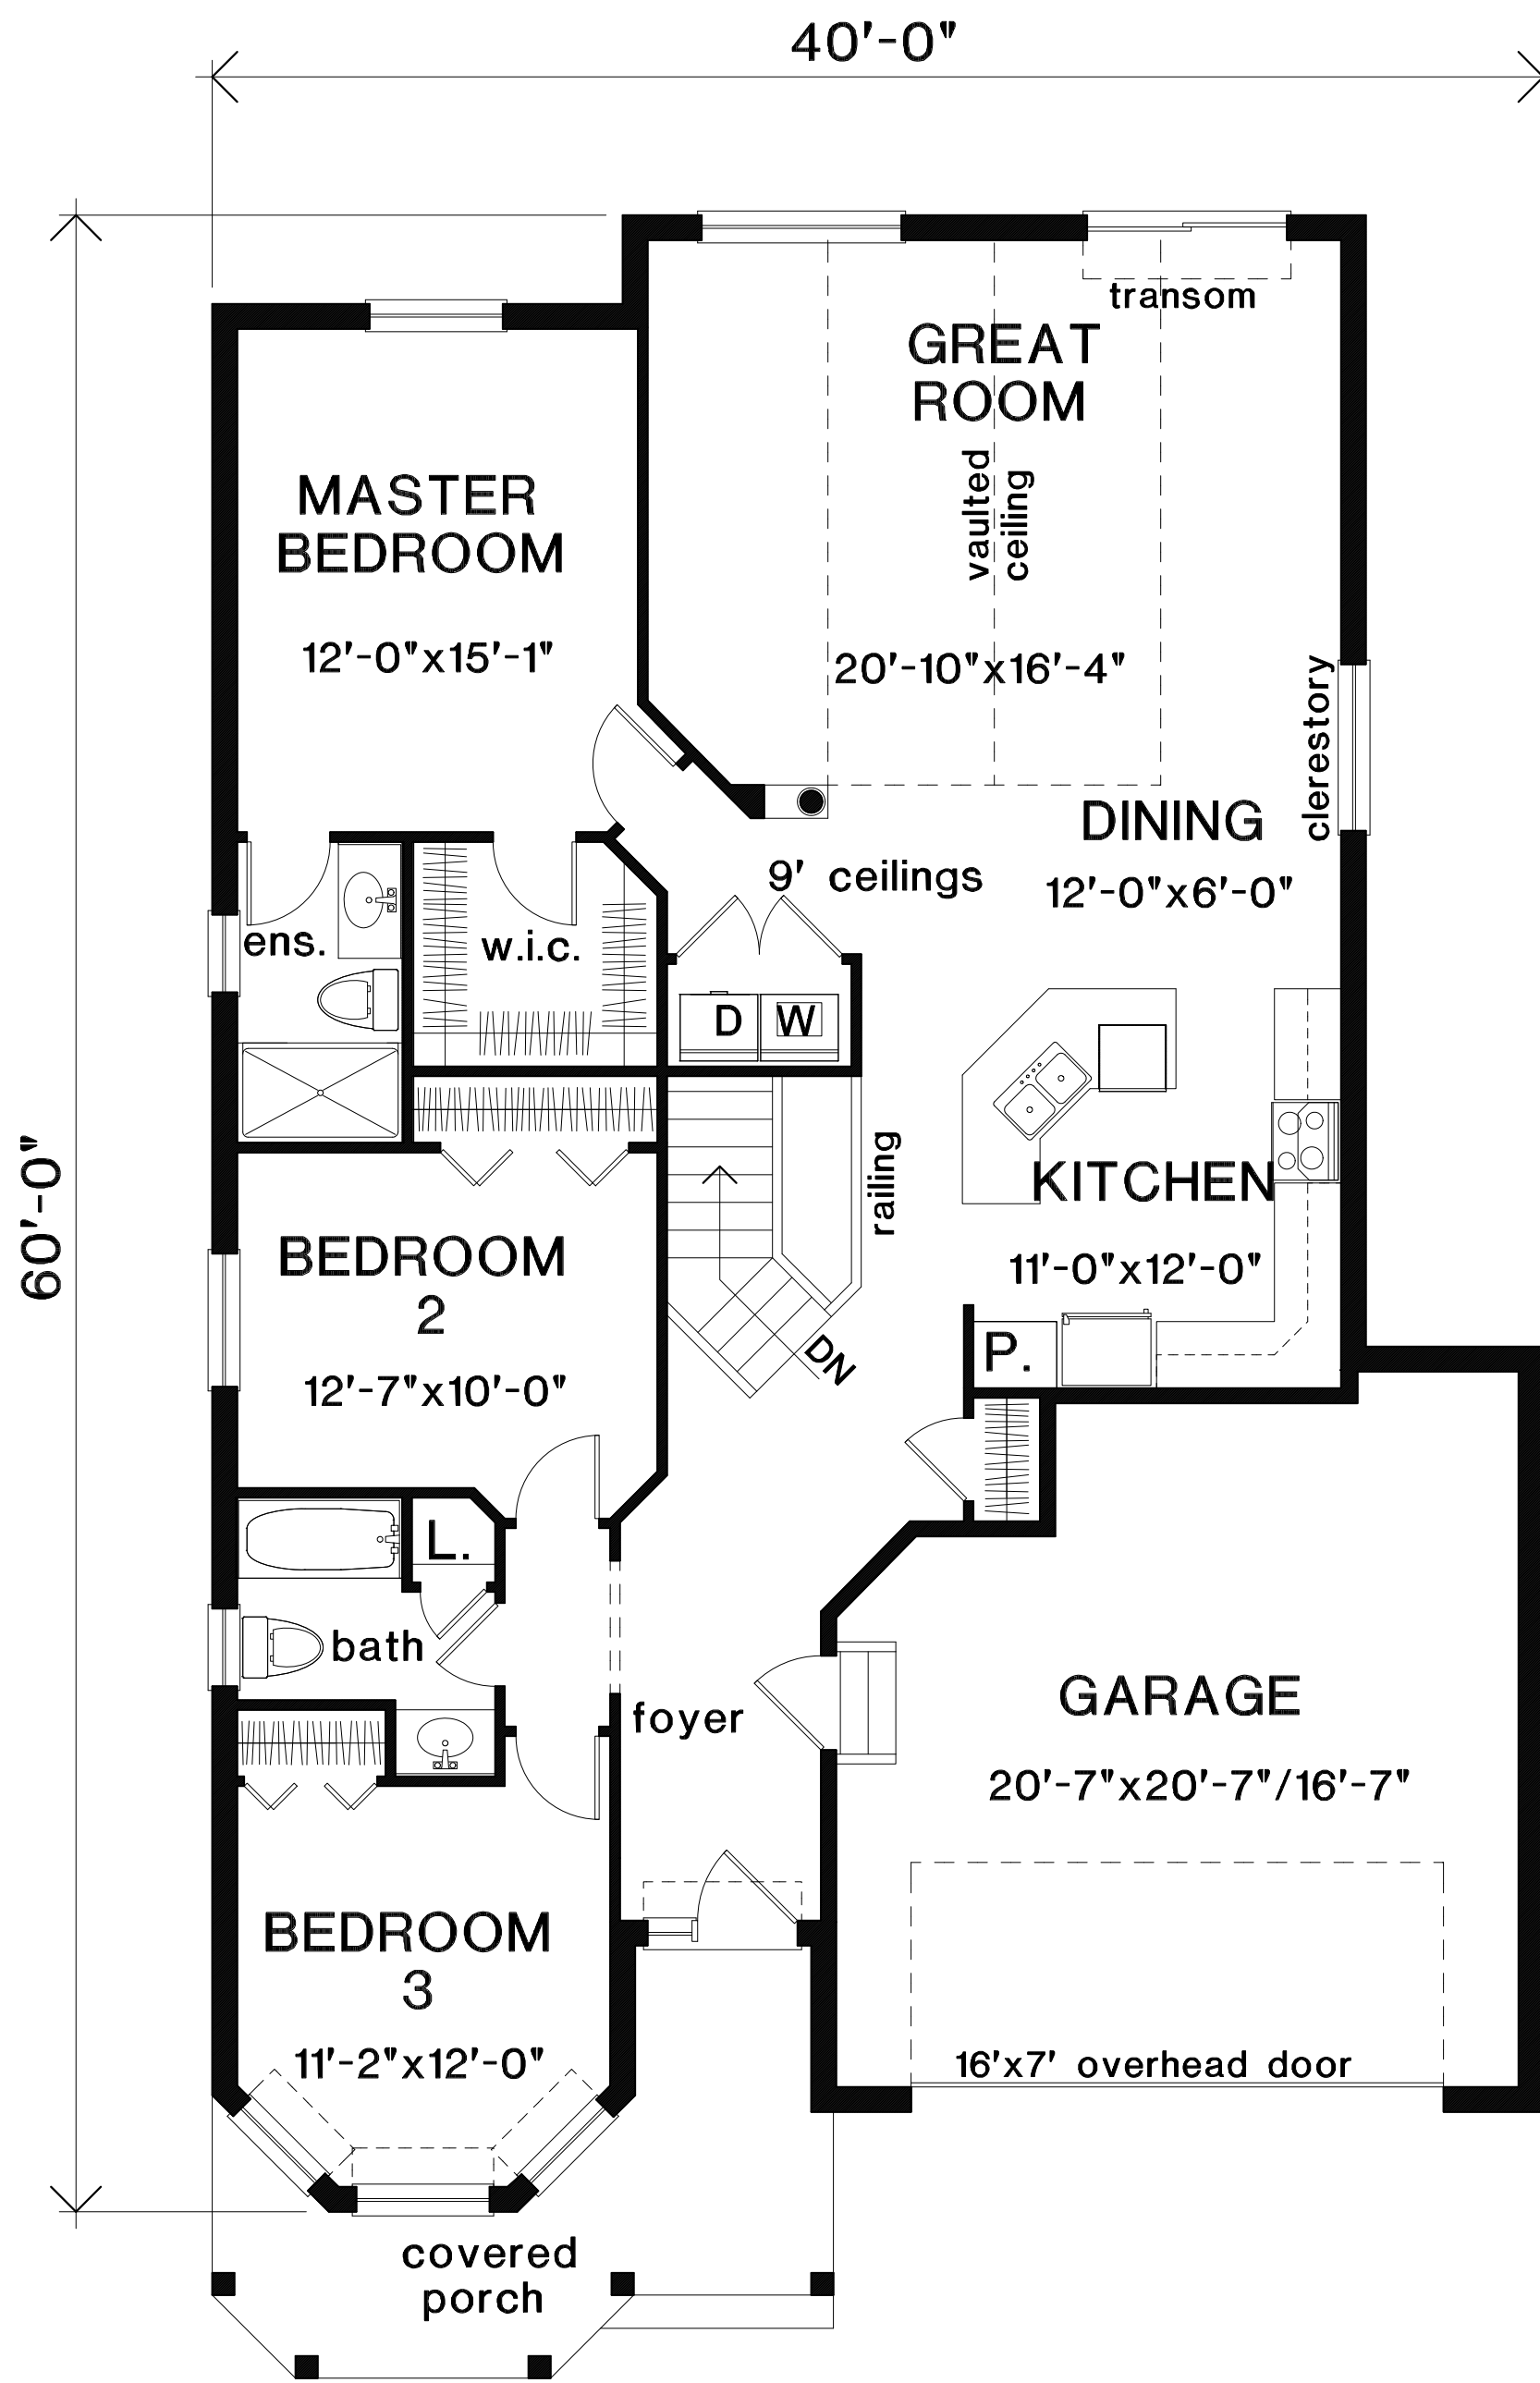 40'-0"
60'-0"
transom
GREAT
ROOM
vaulted
ceiling
20'-10"x16'-4"
MASTER
BEDROOM
12'-0"x15'-1"
clerestory
DINING
12'-0"x6'-0"
9' ceilings
ens.
w.i.c.
D
W
railing
KITCHEN
11'-0"x12'-0"
BEDROOM
2
12'-7"x10'-0"
DN
P.
L.
bath
foyer
GARAGE
20'-7"x20'-7"/16'-7"
BEDROOM
3
11'-2"x12'-0"
16'x7' overhead door
covered
porch